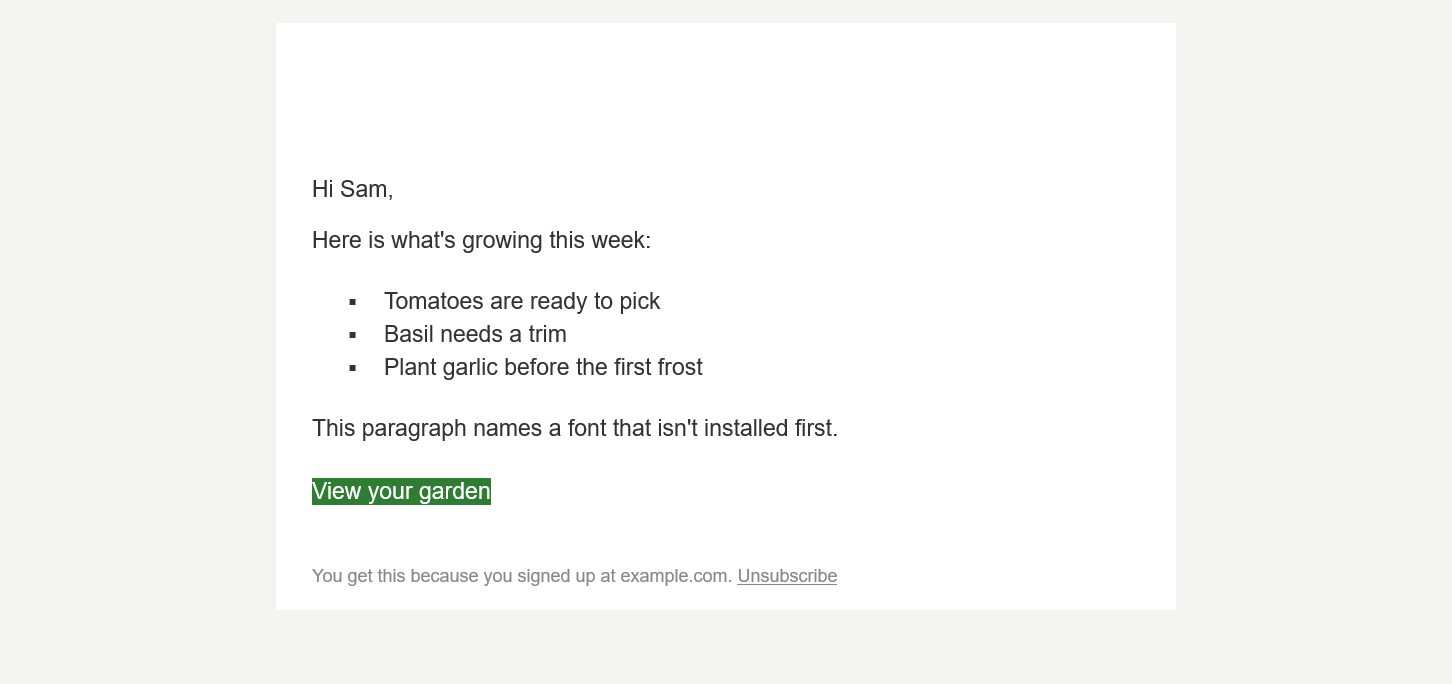 Hi Sam,
Here is what's growing this week:
▪ Tomatoes are ready to pick
▪ Basil needs a trim
▪ Plant garlic before the first frost
This paragraph names a font that isn't installed first.
View your garden
You get this because you signed up at example.com. Unsubscribe